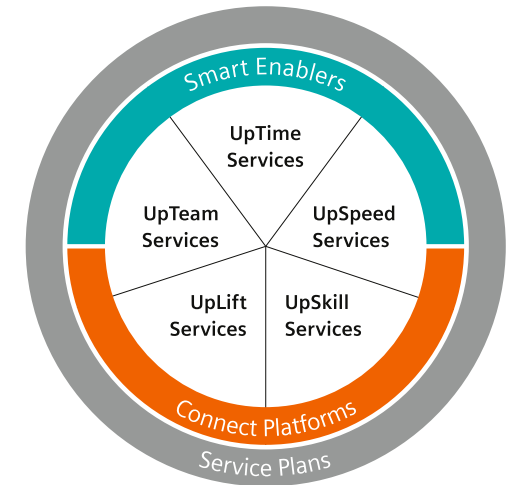 Smart Enablers
UpTime
Services
UpTeam
Services
UpSpeed
Services
UpLift
Services
UpSkill
Services
Connect Platforms
Service Plans